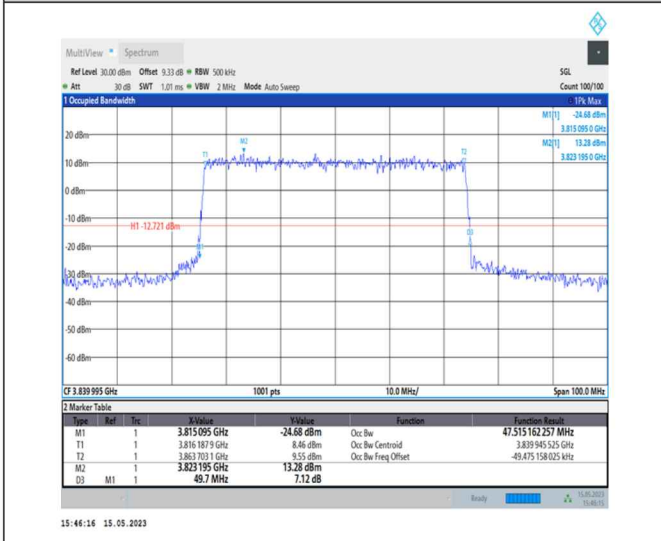 MultiView Spectrum
Ref Level 30.00 dBm Offset 9.33 dB RBW 500 kHz SGL
Att 30 dB SWT 1.01 ms VBW 2 MHz Mode Auto Sweep Count 100/100
1 Occupied Bandwidth 1Pk Max
M1[1] -24.68 dBm
3.815 095 0 GHz
M2[1] 13.28 dBm
3.823 195 0 GHz
20 dBm
T1 M2 T2
10 dBm
0 dBm
-10 dBm
H1 -12.721 dBm
D3
-20 dBm
-30 dBm
-40 dBm
-50 dBm
-60 dBm
CF 3.839 995 GHz 1001 pts 10.0 MHz/ Span 100.0 MHz
2 Marker Table
Type Ref Trc X-Value Y-Value Function Function Result
M1 1 3.815 095 GHz -24.68 dBm Occ Bw 47.515 162 257 MHz
T1 1 3.816 187 9 GHz 8.46 dBm Occ Bw Centroid 3.839 945 525 GHz
T2 1 3.863 703 1 GHz 9.55 dBm Occ Bw Freq Offset -49.475 158 025 kHz
M2 1 3.823 195 GHz 13.28 dBm
D3 M1 1 49.7 MHz 7.12 dB
Ready 15.05.2023
15:46:16 15.05.2023